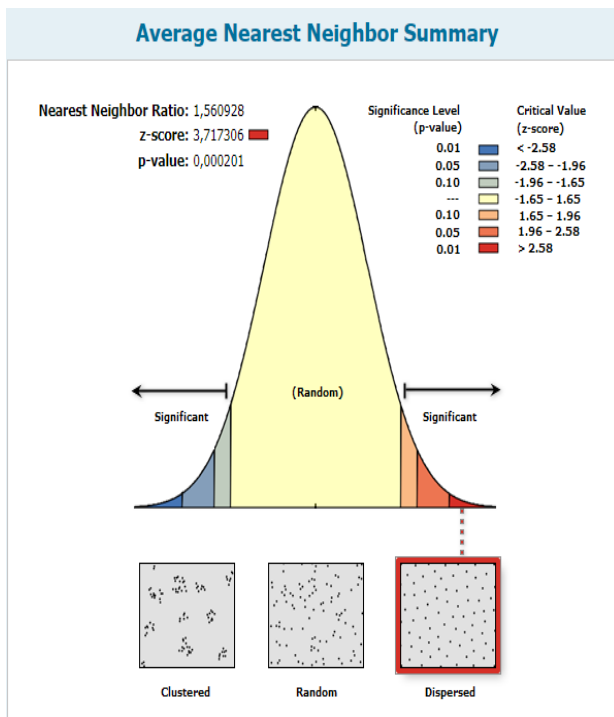 Average Nearest Neighbor Summary
Nearest Neighbor Ratio: 1,560928
z-score: 3,717306
p-value: 0,000201
Significance Level
(p-value)
Critical Value
(z-score)
0.01 < -2.58
0.05 -2.58 – -1.96
0.10 -1.96 – -1.65
--- -1.65 – 1.65
0.10 1.65 – 1.96
0.05 1.96 – 2.58
0.01 > 2.58
(Random)
Significant
Significant
Clustered
Random
Dispersed